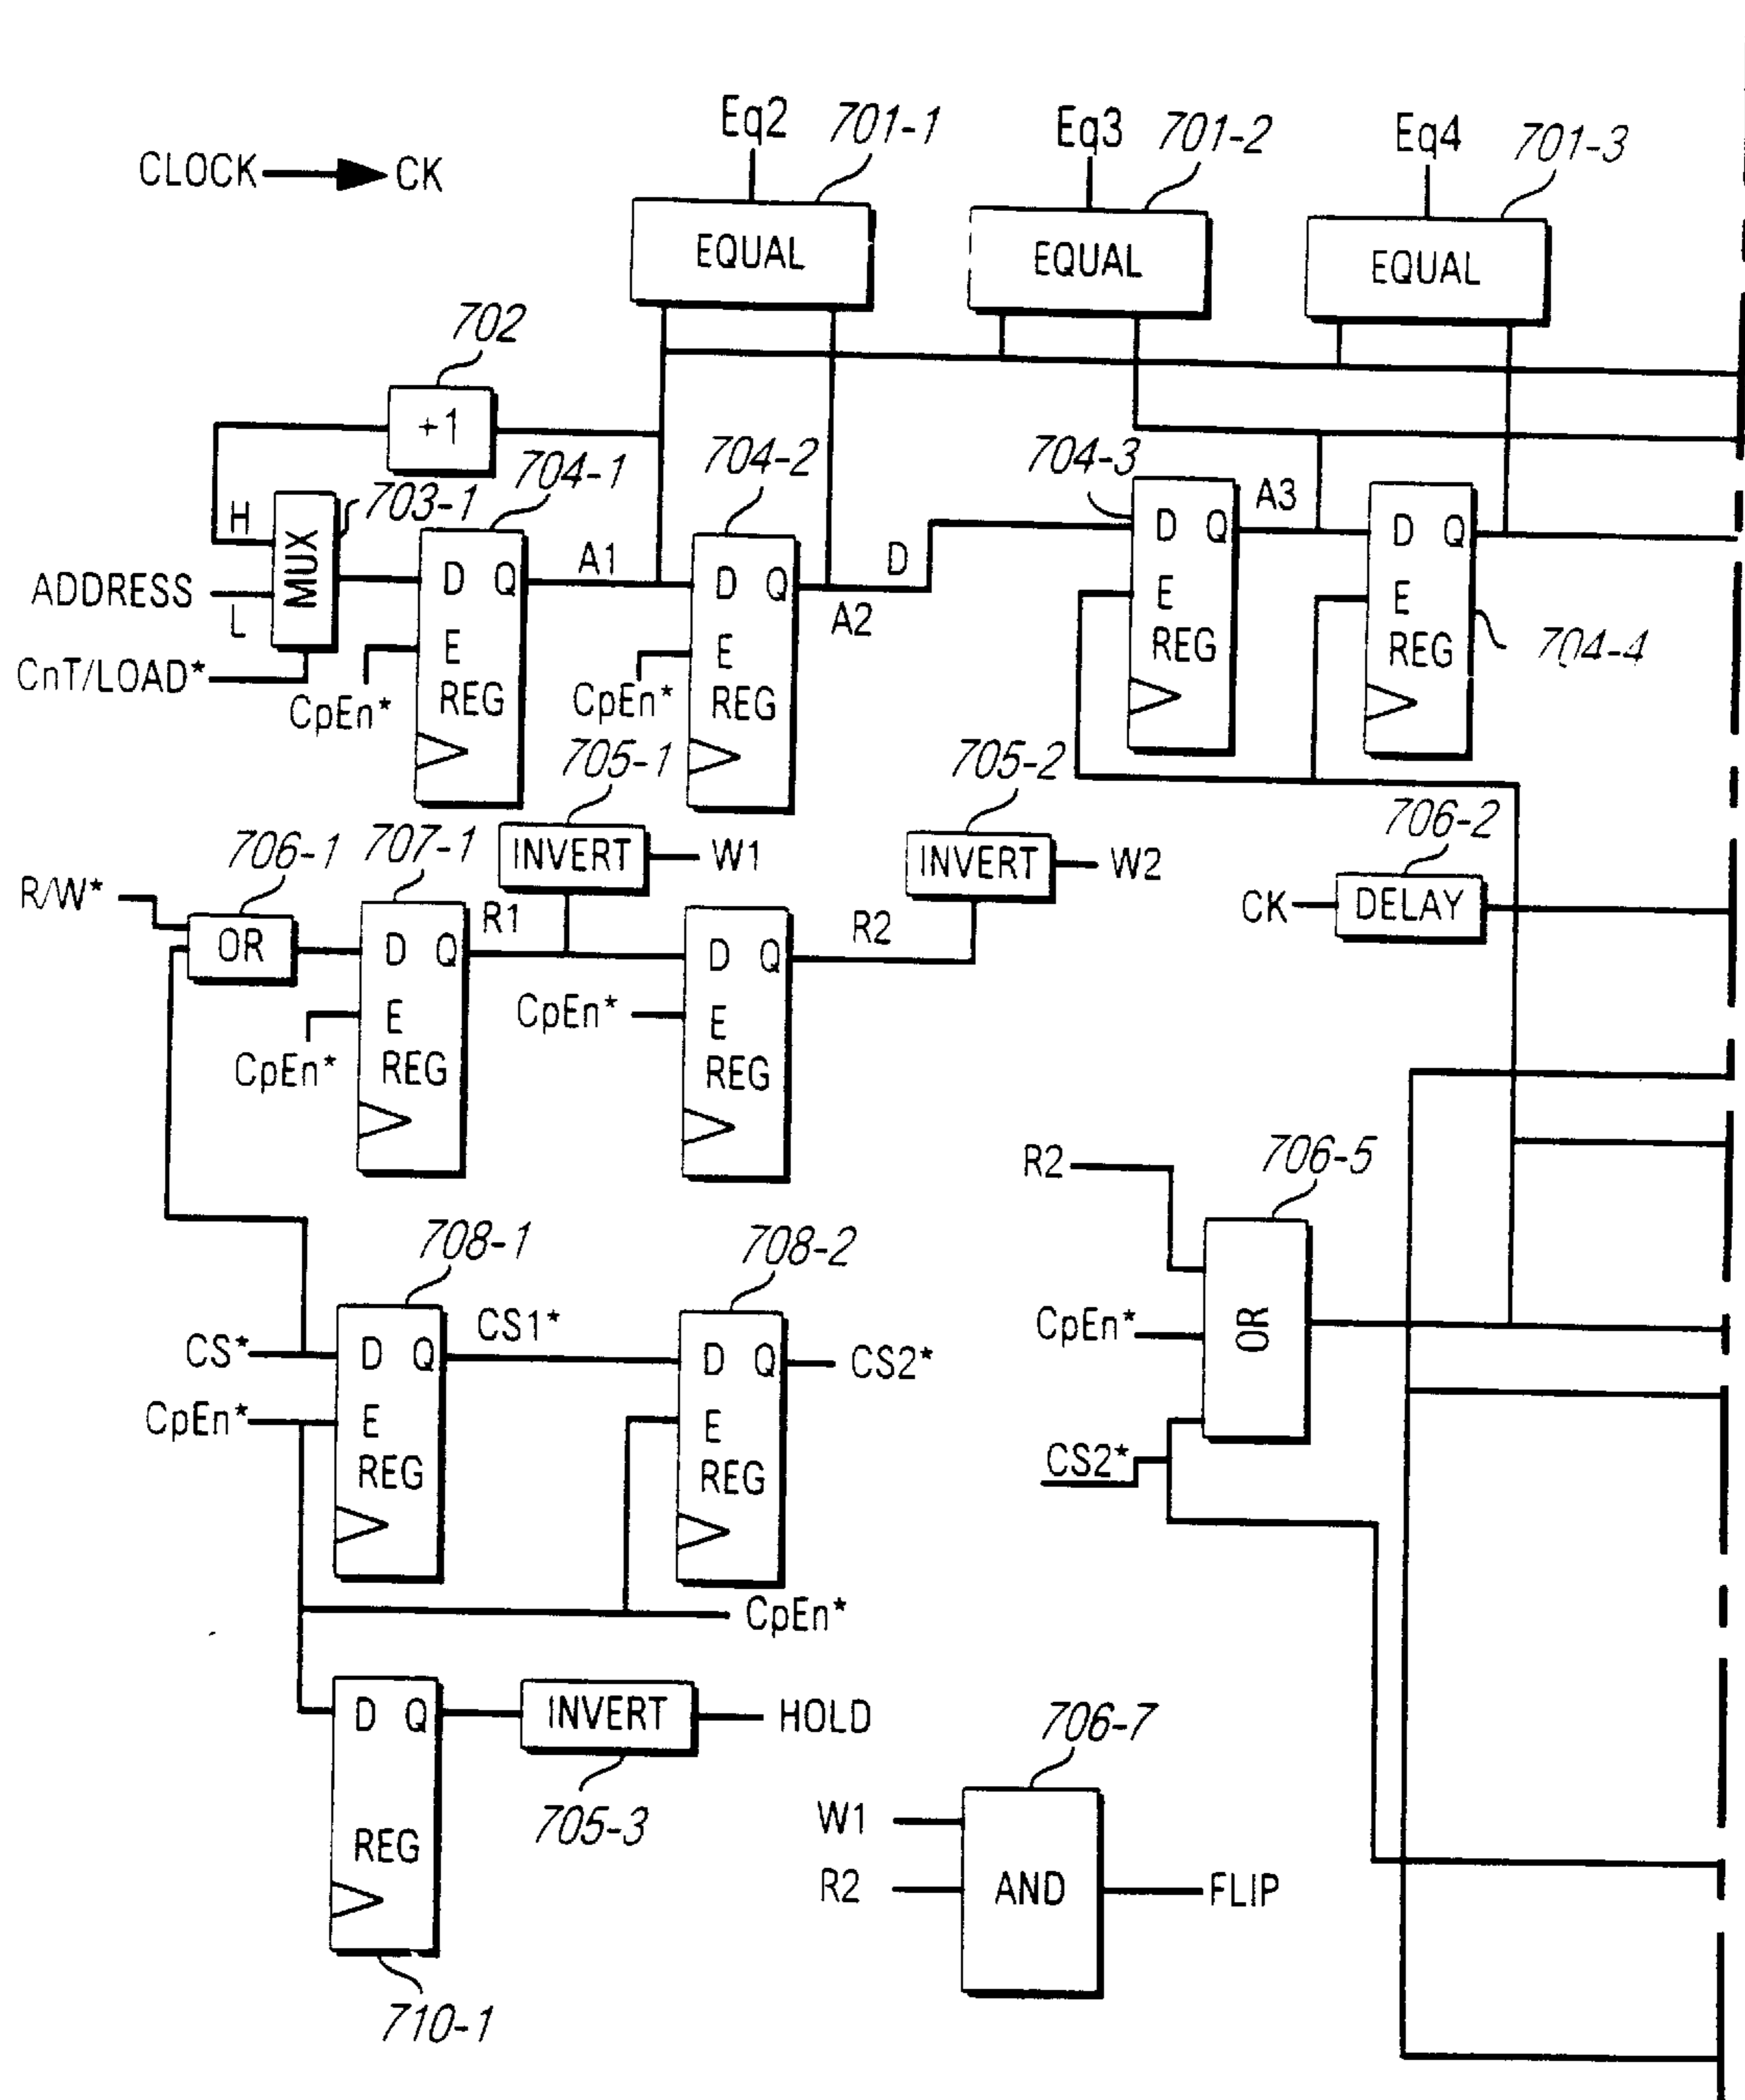 Eq2 701-1
Eq3 701-2
Eq4 701-3
CLOCK CK
EQUAL
EQUAL
EQUAL
702
+1
704-1
704-2
704-3
703-1
H
MUX
ADDRESS
L
CnT/LOAD*
D Q
E
REG
CpEn*
A1
D Q
E
REG
CpEn*
D
A2
D Q
E
REG
A3
D Q
E
REG
704-4
705-1
705-2
706-2
706-1 707-1
INVERT W1
INVERT W2
CK DELAY
R/W*
OR
D Q
E
REG
CpEn*
R1
D Q
E
REG
CpEn*
R2
R2
706-5
CpEn*
OR
CS2*
708-1
708-2
CS*
CpEn*
D Q
E
REG
CS1*
D Q
E
REG
CS2*
CpEn*
D Q
REG
INVERT HOLD
705-3
710-1
706-7
W1
R2
AND
FLIP